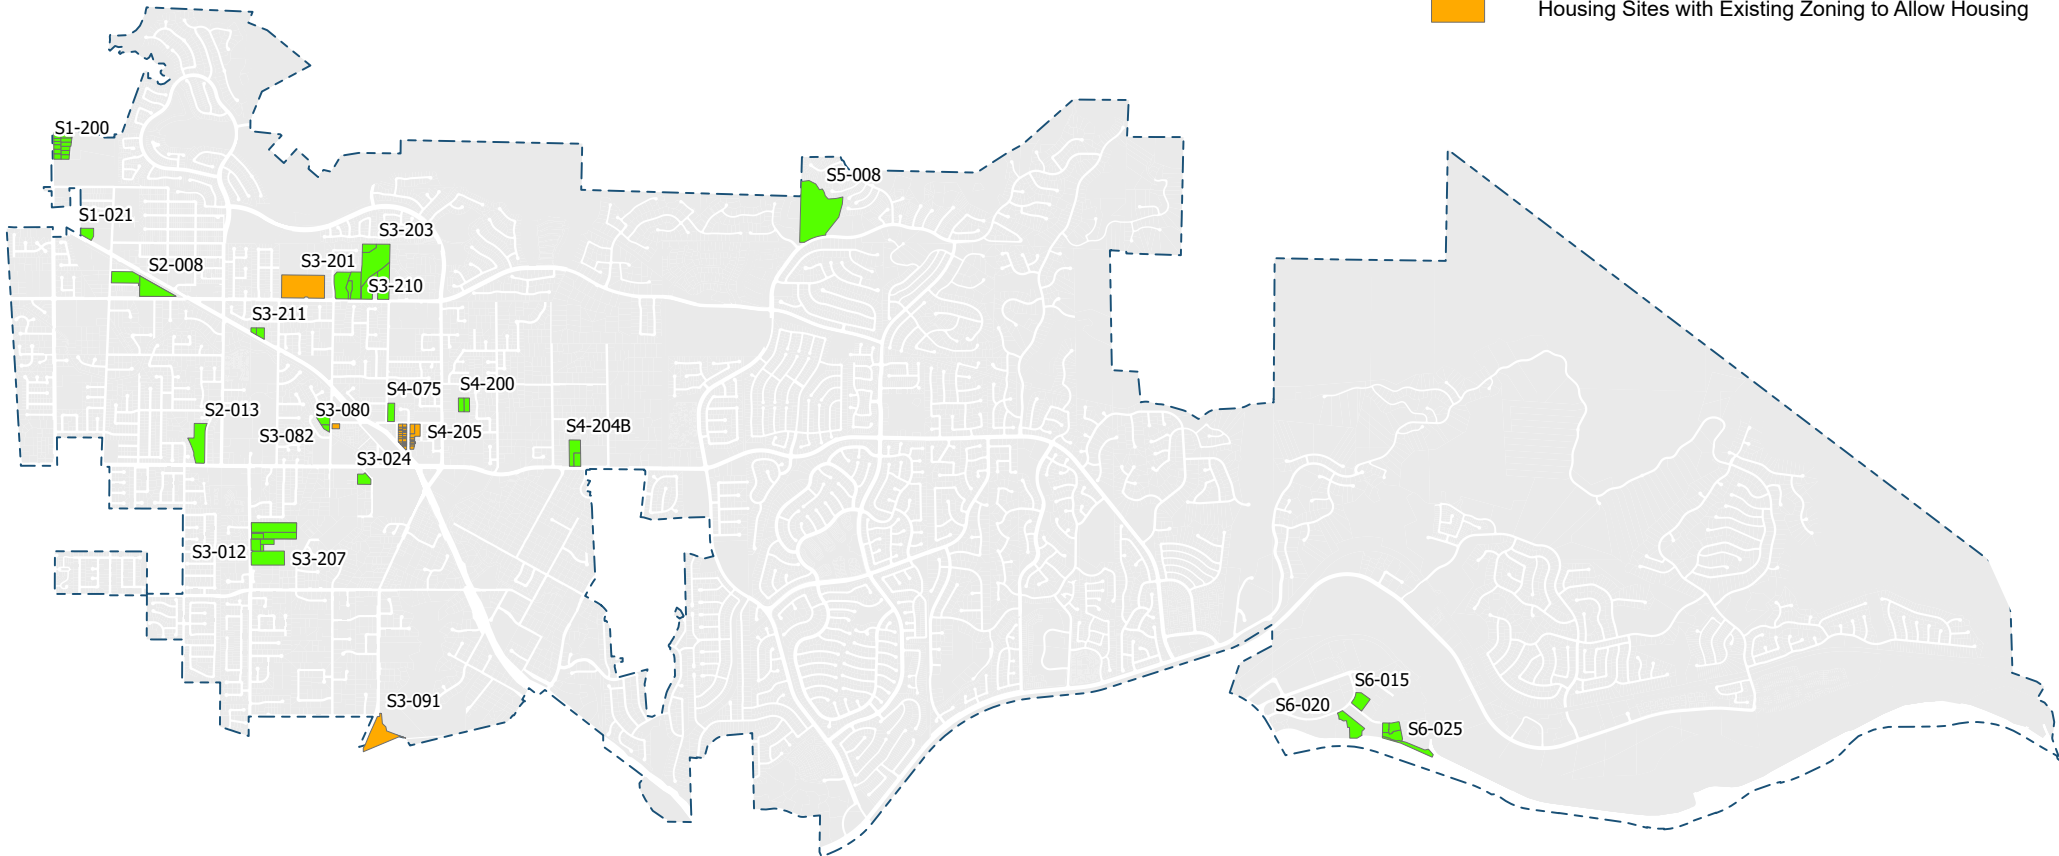 Housing Sites with Existing Zoning to Allow Housing
S1-200
S5-008
S1-021
S3-203
S3-201
S2-008
S3-210
S3-211
S4-200
S4-075
S2-013
S3-080
S4-204B
S4-205
S3-082
S3-024
S3-012
S3-207
S6-015
S3-091
S6-020
S6-025